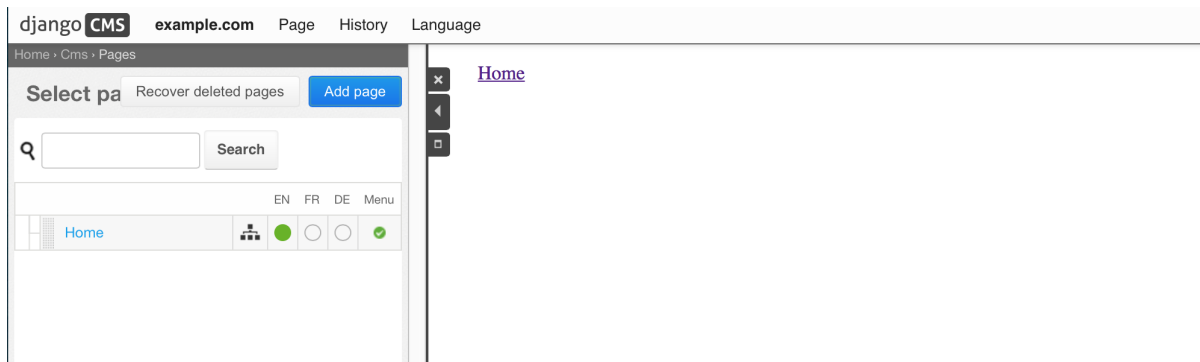 django CMS example.com Page History Language
Home › Cms › Pages
Select pa Recover deleted pages Add page
Home
Search
EN FR DE Menu
Home